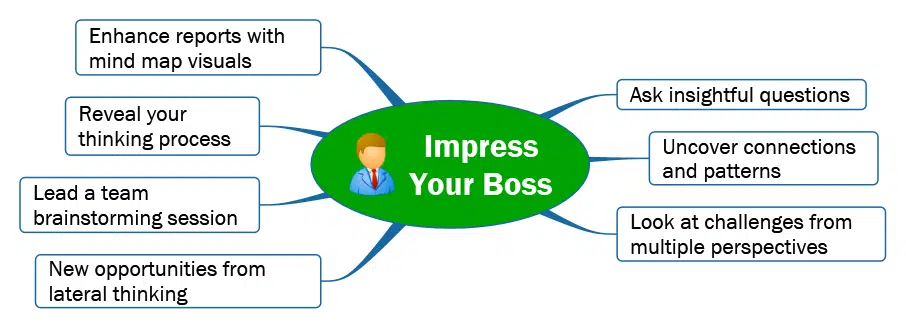 Enhance reports with
mind map visuals
Reveal your
thinking process
Lead a team
brainstorming session
New opportunities from
lateral thinking
Impress
Your Boss
Ask insightful questions
Uncover connections
and patterns
Look at challenges from
multiple perspectives